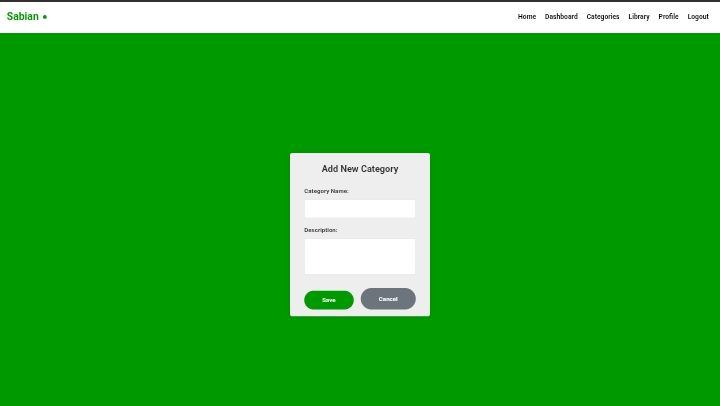 Sabian
Home Dashboard Categories Library Profile Logout
Add New Category
Category Name:
Description:
Save Cancel